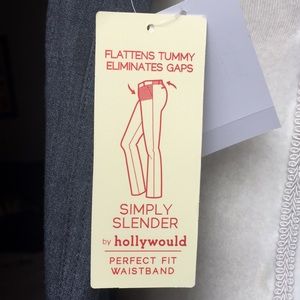 FLATTENS TUMMY
ELIMINATES GAPS
SIMPLY
SLENDER
by hollywould
PERFECT FIT
WAISTBAND